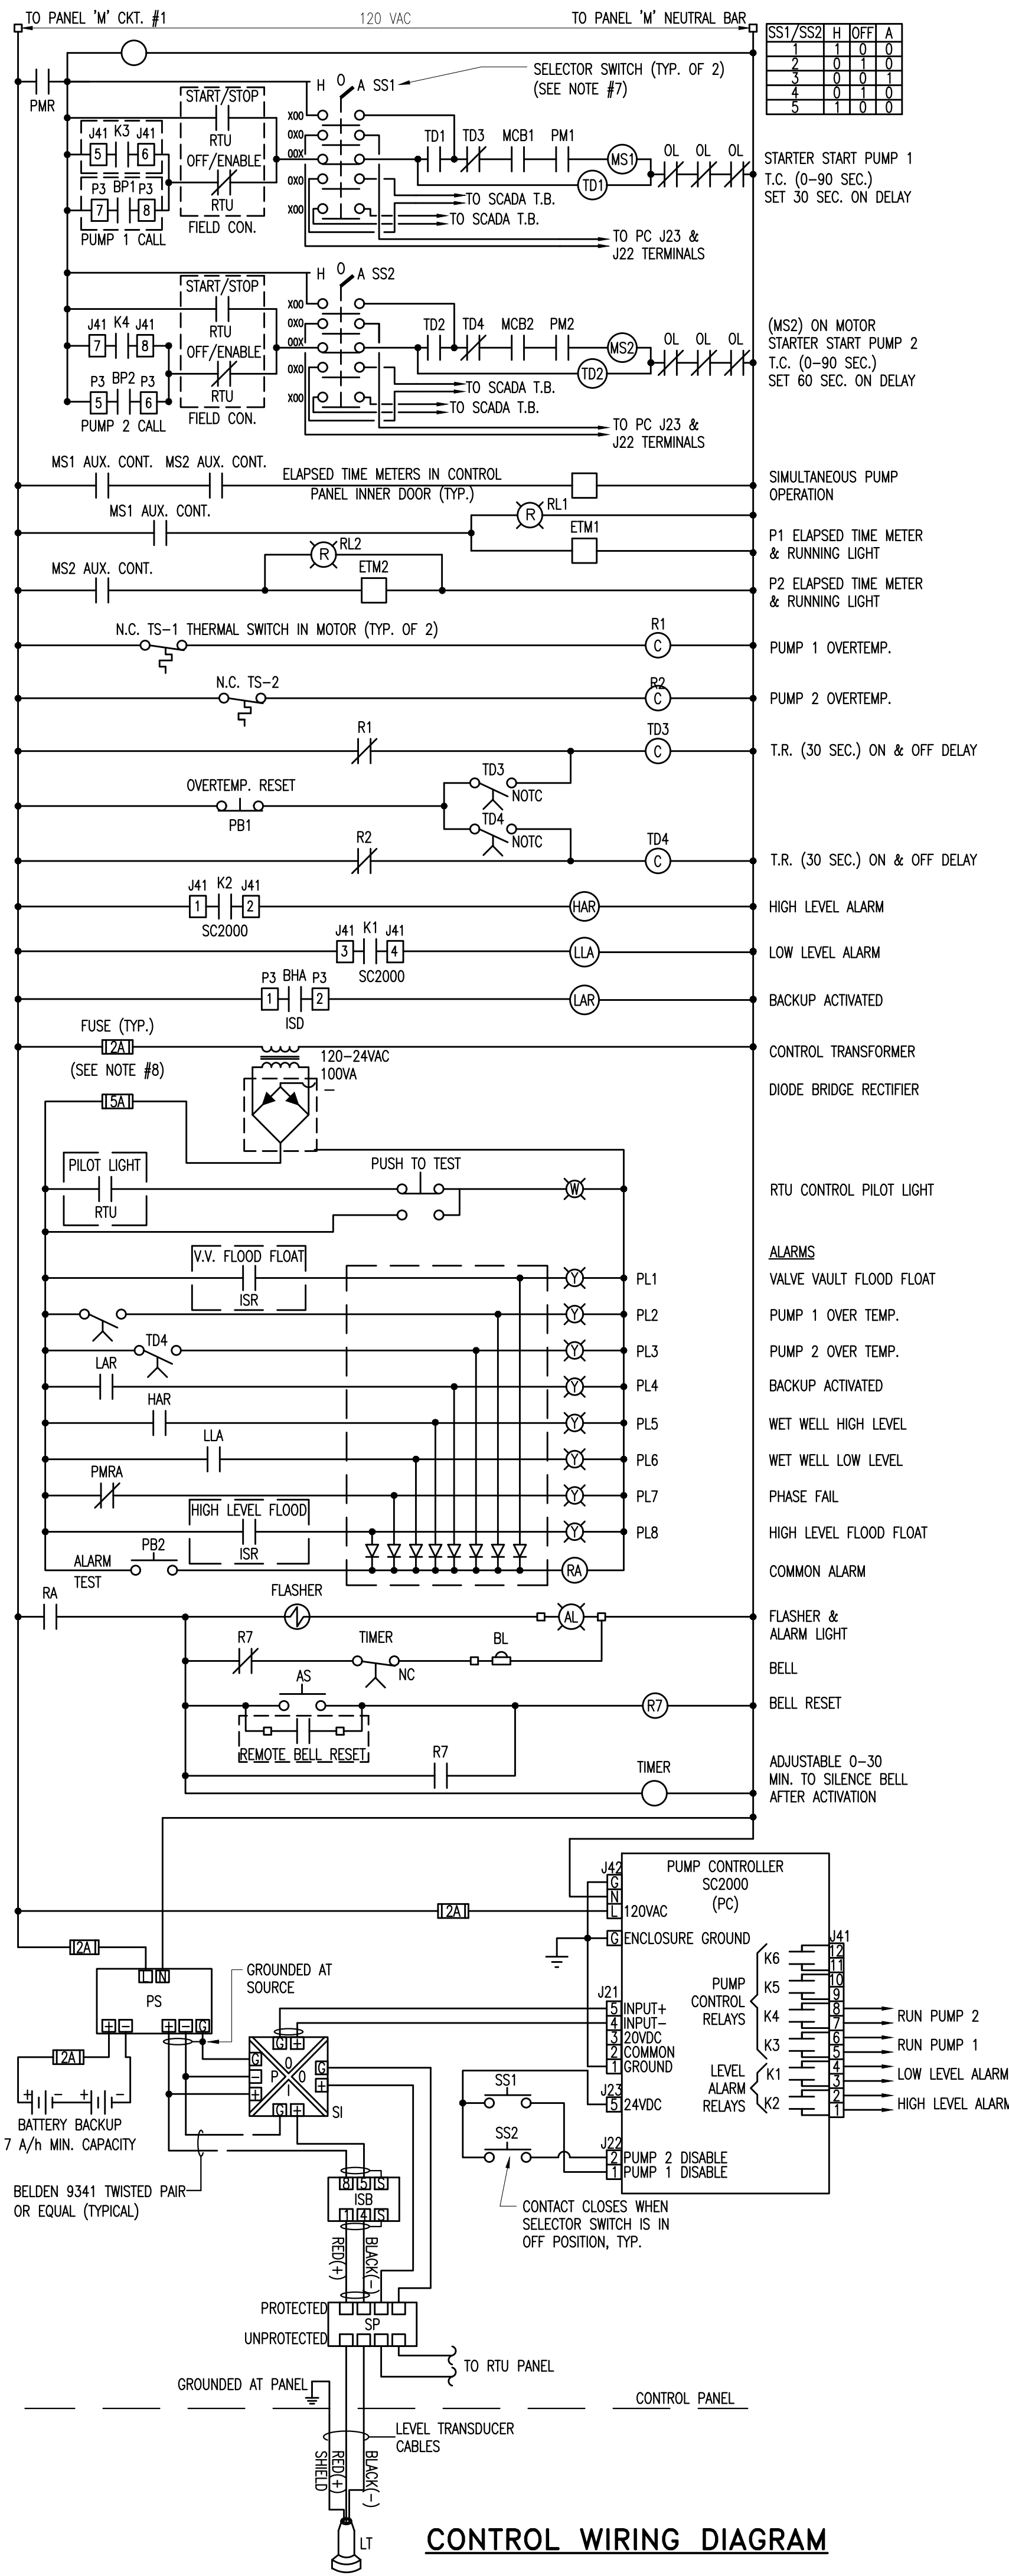 TO PANEL 'M' CKT. #1
120 VAC
TO PANEL 'M' NEUTRAL BAR
SS1/SS2 H OFF A
1 1 0 0
2 0 1 0
3 0 0 1
4 0 1 0
5 1 0 0
PMR
H O A SS1
SELECTOR SWITCH (TYP. OF 2)
(SEE NOTE #7)
START/STOP
RTU
OFF/ENABLE
RTU
FIELD CON.
J41 K3 J41
5 6
P3 BP1 P3
7 8
PUMP 1 CALL
X00
0X0
00X
0X0
X00
TD1 TD3 MCB1 PM1
MS1
TD1
OL OL OL
STARTER START PUMP 1
T.C. (0-90 SEC.)
SET 30 SEC. ON DELAY
TO SCADA T.B.
TO SCADA T.B.
TO PC J23 &
J22 TERMINALS
H O A SS2
START/STOP
RTU
OFF/ENABLE
RTU
FIELD CON.
J41 K4 J41
7 8
P3 BP2 P3
5 6
PUMP 2 CALL
X00
0X0
00X
0X0
X00
TD2 TD4 MCB2 PM2
MS2
TD2
OL OL OL
(MS2) ON MOTOR
STARTER START PUMP 2
T.C. (0-90 SEC.)
SET 60 SEC. ON DELAY
TO SCADA T.B.
TO SCADA T.B.
TO PC J23 &
J22 TERMINALS
MS1 AUX. CONT. MS2 AUX. CONT.
ELAPSED TIME METERS IN CONTROL
PANEL INNER DOOR (TYP.)
SIMULTANEOUS PUMP
OPERATION
MS1 AUX. CONT.
R RL1
ETM1
P1 ELAPSED TIME METER
& RUNNING LIGHT
MS2 AUX. CONT.
R RL2
ETM2
P2 ELAPSED TIME METER
& RUNNING LIGHT
N.C. TS-1 THERMAL SWITCH IN MOTOR (TYP. OF 2)
R1
C
PUMP 1 OVERTEMP.
N.C. TS-2
R2
C
PUMP 2 OVERTEMP.
R1
TD3
C
T.R. (30 SEC.) ON & OFF DELAY
OVERTEMP. RESET
PB1
TD3
NOTC
TD4
NOTC
R2
TD4
C
T.R. (30 SEC.) ON & OFF DELAY
J41 K2 J41
1 2
SC2000
HAR
HIGH LEVEL ALARM
J41 K1 J41
3 4
SC2000
LLA
LOW LEVEL ALARM
P3 BHA P3
1 2
ISD
LAR
BACKUP ACTIVATED
FUSE (TYP.)
2A
(SEE NOTE #8)
120-24VAC
100VA
CONTROL TRANSFORMER
DIODE BRIDGE RECTIFIER
5A
−
PILOT LIGHT
RTU
PUSH TO TEST
W
RTU CONTROL PILOT LIGHT
ALARMS
V.V. FLOOD FLOAT
ISR
Y PL1
VALVE VAULT FLOOD FLOAT
Y PL2
PUMP 1 OVER TEMP.
TD4
Y PL3
PUMP 2 OVER TEMP.
LAR
Y PL4
BACKUP ACTIVATED
HAR
Y PL5
WET WELL HIGH LEVEL
LLA
Y PL6
WET WELL LOW LEVEL
PMRA
Y PL7
PHASE FAIL
HIGH LEVEL FLOOD
ISR
Y PL8
HIGH LEVEL FLOOD FLOAT
ALARM
TEST
PB2
RA
COMMON ALARM
RA
FLASHER
AL
FLASHER &
ALARM LIGHT
R7
TIMER
NC
BL
BELL
AS
R7
BELL RESET
REMOTE BELL RESET
R7
TIMER
ADJUSTABLE 0-30
MIN. TO SILENCE BELL
AFTER ACTIVATION
J42
G
N
L 120VAC
G ENCLOSURE GROUND
PUMP CONTROLLER
SC2000
(PC)
2A
2A
L N
PS
+ − + − G
GROUNDED AT
SOURCE
J21
5 INPUT+
4 INPUT-
3 20VDC
2 COMMON
1 GROUND
J23
5 24VDC
J22
2 PUMP 2 DISABLE
1 PUMP 1 DISABLE
PUMP
CONTROL
RELAYS
LEVEL
ALARM
RELAYS
K6
K5
K4
K3
K1
K2
J41
12
11
10
9
8
7
6
5
4
3
2
1
RUN PUMP 2
RUN PUMP 1
LOW LEVEL ALARM
HIGH LEVEL ALARM
G +
G
−
+
O
P O
I
G
+
G +
SI
2A
+ − + −
BATTERY BACKUP
7 A/h MIN. CAPACITY
BELDEN 9341 TWISTED PAIR
OR EQUAL (TYPICAL)
SS1
SS2
CONTACT CLOSES WHEN
SELECTOR SWITCH IS IN
OFF POSITION, TYP.
8 5 S
ISB
1 4 S
RED(+)
BLACK(-)
PROTECTED
SP
UNPROTECTED
TO RTU PANEL
GROUNDED AT PANEL
CONTROL PANEL
LEVEL TRANSDUCER
CABLES
SHIELD
RED(+)
BLACK(-)
LT
CONTROL WIRING DIAGRAM